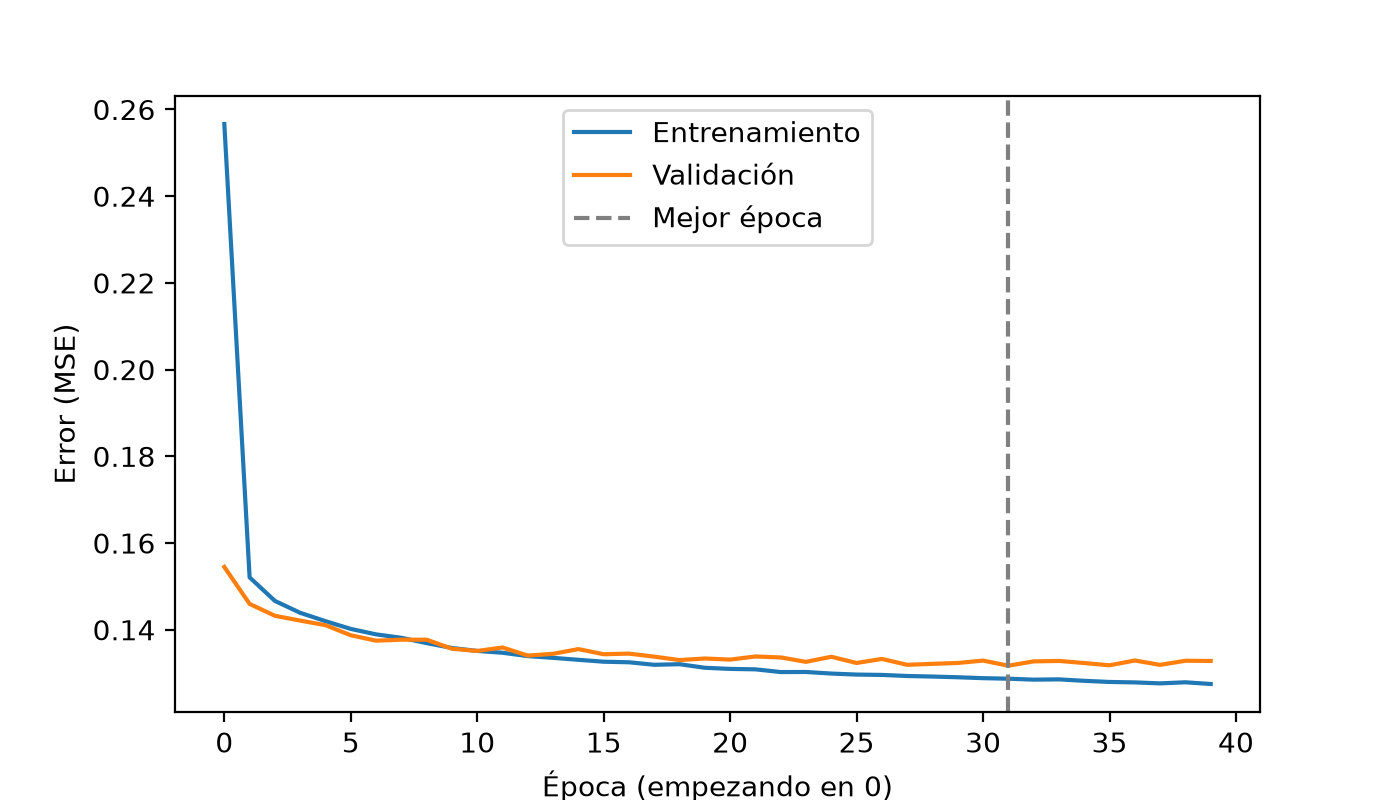 0.26
0.24
0.22
0.20
0.18
0.16
0.14
Error (MSE)
Entrenamiento
Validación
Mejor época
0 5 10 15 20 25 30 35 40
Época (empezando en 0)